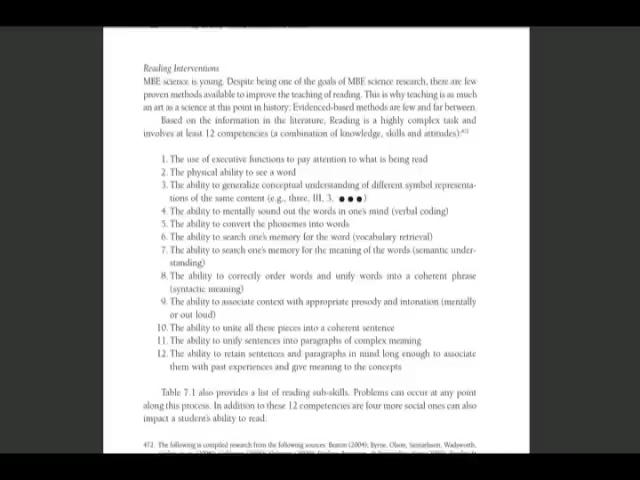 Reading Interventions
MBE science is young. Despite being one of the goals of MBE science research, there are few
proven methods available to improve the teaching of reading. This is why teaching is as much
an art as a science at this point in history: Evidenced-based methods are few and far between.
Based on the information in the literature, Reading is a highly complex task and
involves at least 12 competencies (a combination of knowledge, skills and attitudes):472
1. The use of executive functions to pay attention to what is being read
2. The physical ability to see a word
3. The ability to generalize conceptual understanding of different symbol representa-
tions of the same content (e.g., three, III, 3, ●●●)
4. The ability to mentally sound out the words in one's mind (verbal coding)
5. The ability to convert the phonemes into words
6. The ability to search one's memory for the word (vocabulary retrieval)
7. The ability to search one's memory for the meaning of the words (semantic under-
standing)
8. The ability to correctly order words and unify words into a coherent phrase
(syntactic meaning)
9. The ability to associate context with appropriate prosody and intonation (mentally
or out loud)
10. The ability to unite all these pieces into a coherent sentence
11. The ability to unify sentences into paragraphs of complex meaning
12. The ability to retain sentences and paragraphs in mind long enough to associate
them with past experiences and give meaning to the concepts
Table 7.1 also provides a list of reading sub-skills. Problems can occur at any point
along this process. In addition to these 12 competencies are four more social ones can also
impact a student's ability to read:
472 The following is compiled research from the following sources: Beaton (2004); Byrne, Olson, Samuelsson, Wadsworth,